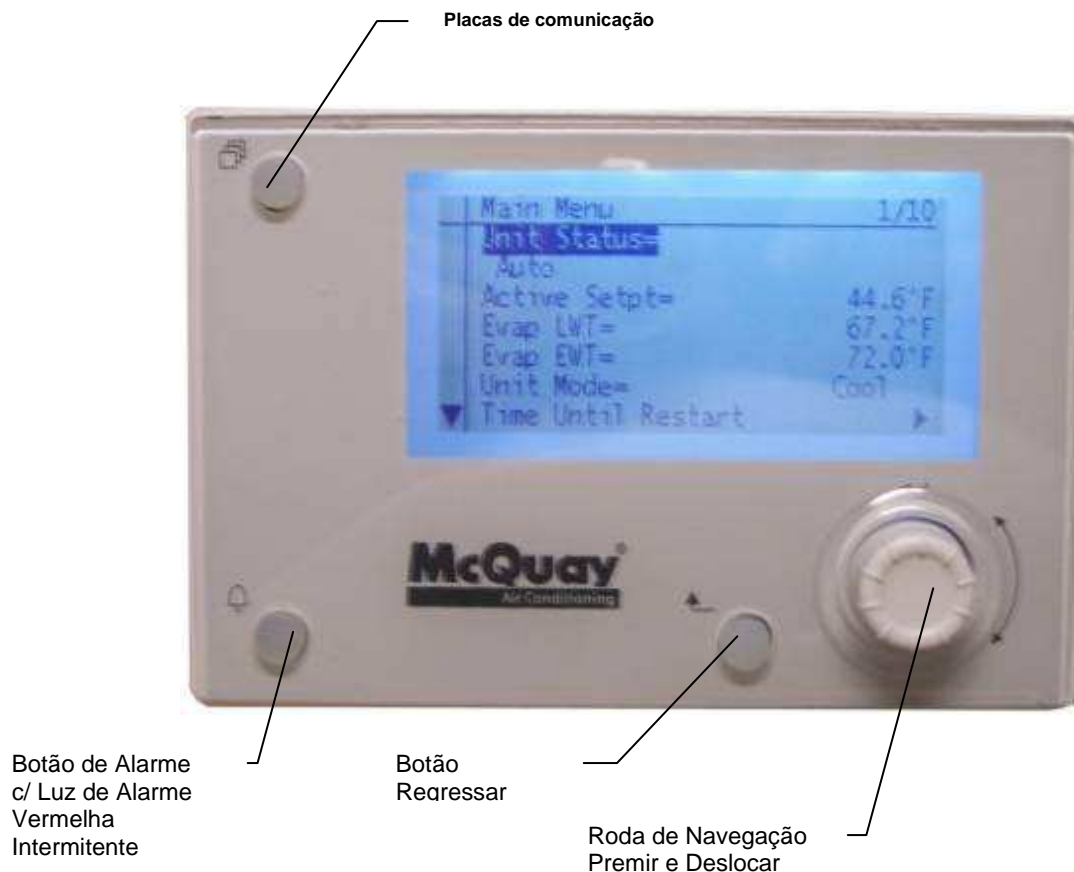 Placas de comunicação
Main Menu 1/10
Unit Status=
Auto
Active Setpt= 44.6°F
Evap LWT= 67.2°F
Evap EWT= 72.0°F
Unit Mode= Cool
Time Until Restart
McQuay®
Air Conditioning
Botão de Alarme
c/ Luz de Alarme
Vermelha
Intermitente
Botão
Regressar
Roda de Navegação
Premir e Deslocar